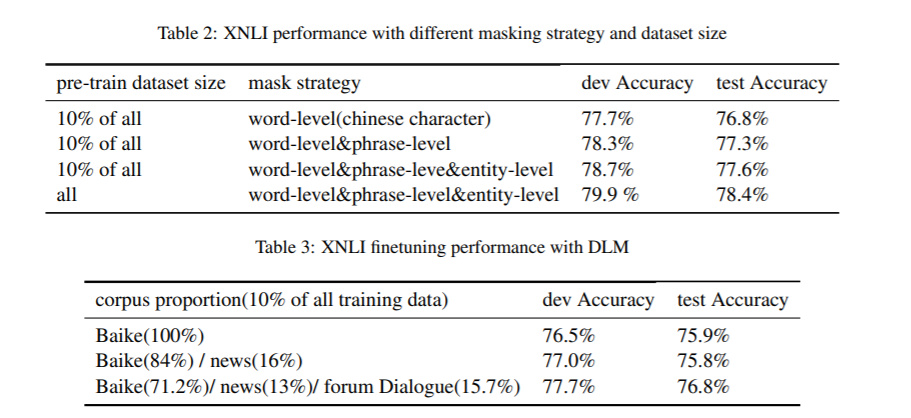 Table 2: XNLI performance with different masking strategy and dataset size
pre-train dataset size mask strategy dev Accuracy test Accuracy
10% of all word-level(chinese character) 77.7% 76.8%
10% of all word-level&phrase-level 78.3% 77.3%
10% of all word-level&phrase-leve&entity-level 78.7% 77.6%
all word-level&phrase-level&entity-level 79.9 % 78.4%
Table 3: XNLI finetuning performance with DLM
corpus proportion(10% of all training data) dev Accuracy test Accuracy
Baike(100%) 76.5% 75.9%
Baike(84%) / news(16%) 77.0% 75.8%
Baike(71.2%)/ news(13%)/ forum Dialogue(15.7%) 77.7% 76.8%